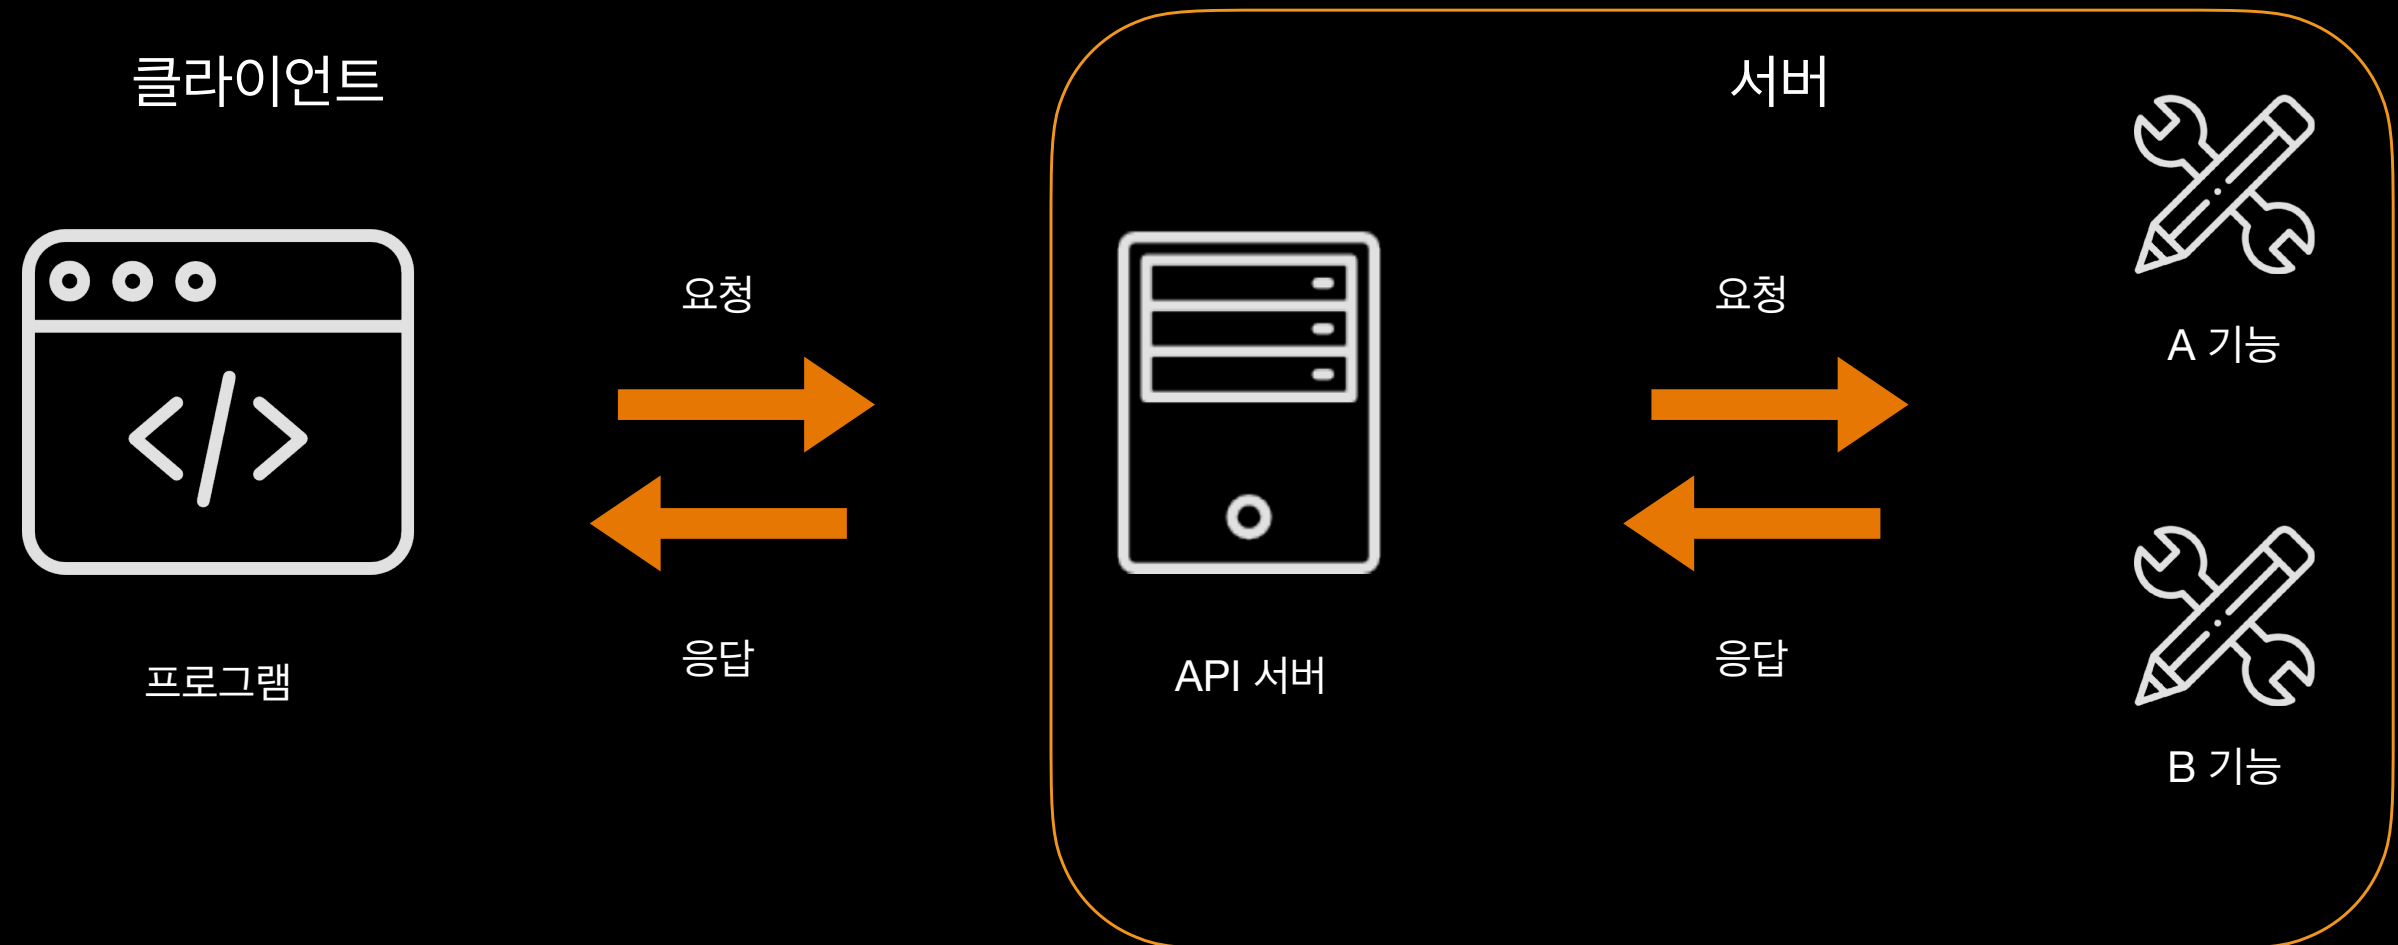 클라이언트
서버
요청
요청
A 기능
응답
응답
프로그램
API 서버
B 기능